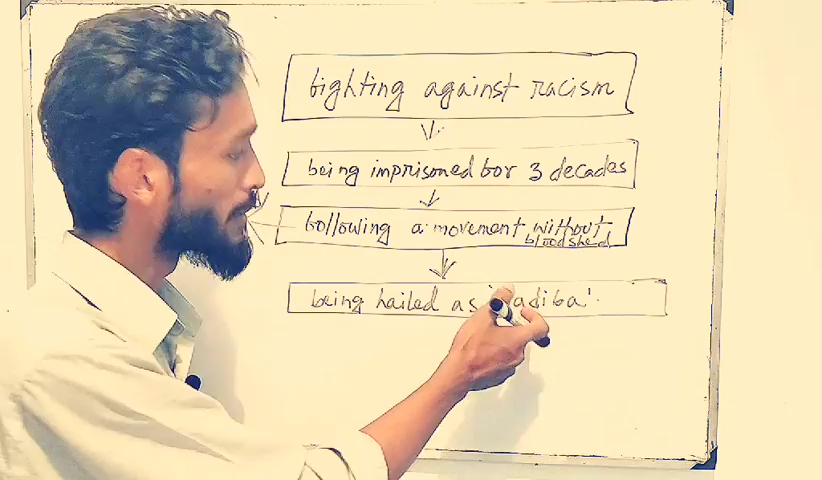 fighting against racism
being imprisoned for 3 decades
following a movement without
bloodshed
being hailed as